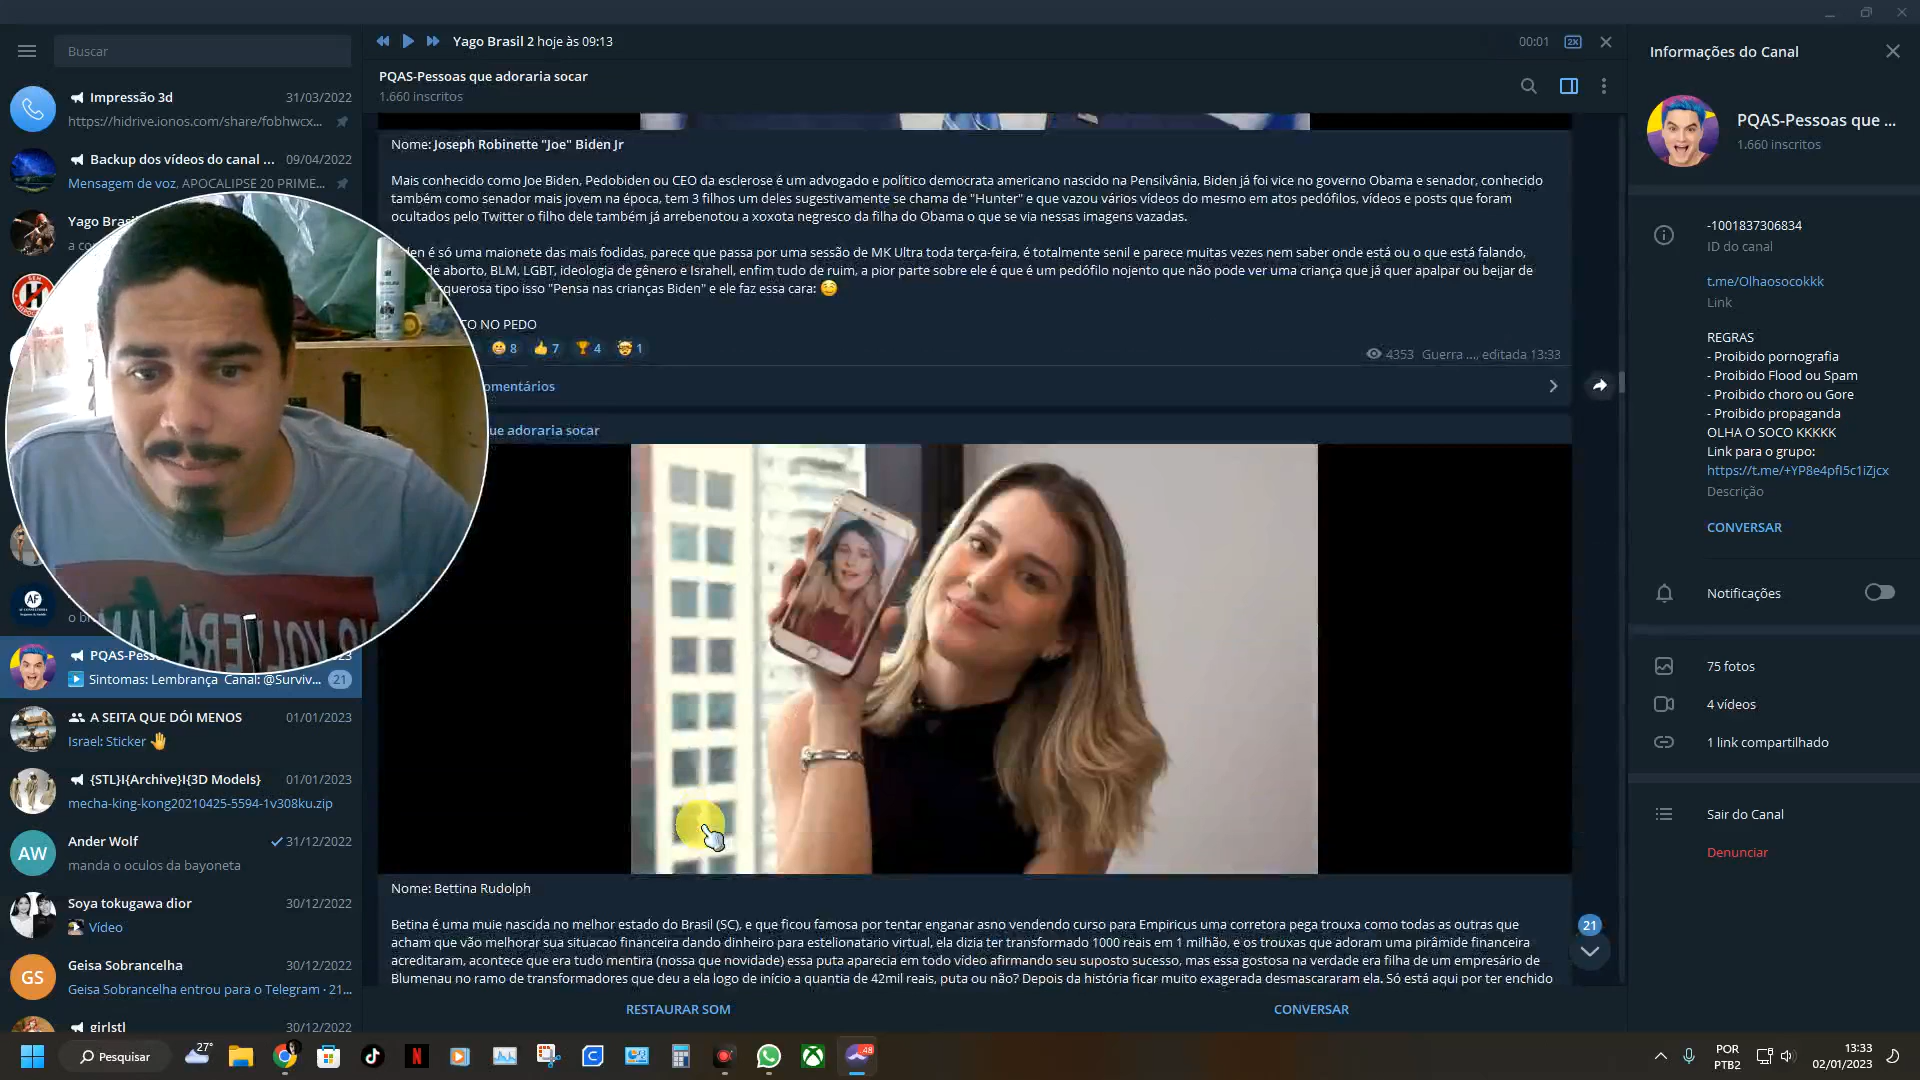 Buscar
Impressão 3d
31/03/2022
https://hidrive.ionos.com/share/fobhwcx...
Backup dos vídeos do canal ...
09/04/2022
Mensagem de voz, APOCALIPSE 20 PRIME...
Yago Brasi
a co
o b
PQAS-Pess
2023
Sintomas: Lembrança Canal: @Surviv...
21
A SEITA QUE DÓI MENOS
01/01/2023
Israel: Sticker 🤚
{STL}I{Archive}I{3D Models}
01/01/2023
mecha-king-kong20210425-5594-1v308ku.zip
AW
Ander Wolf
31/12/2022
manda o oculos da bayoneta
Soya tokugawa dior
30/12/2022
Vídeo
GS
Geisa Sobrancelha
30/12/2022
Geisa Sobrancelha entrou para o Telegram · 21...
girlstl
30/12/2022
AF
Yago Brasil 2 hoje às 09:13
00:01
2X
PQAS-Pessoas que adoraria socar
1.660 inscritos
Nome: Joseph Robinette "Joe" Biden Jr
Mais conhecido como Joe Biden, Pedobiden ou CEO da esclerose é um advogado e político democrata americano nascido na Pensilvânia, Biden já foi vice no governo Obama e senador, conhecido
também como senador mais jovem na época, tem 3 filhos um deles sugestivamente se chama de "Hunter" e que vazou vários vídeos do mesmo em atos pedófilos, vídeos e posts que foram
ocultados pelo Twitter o filho dele também já arrebenotou a xoxota negresco da filha do Obama o que se via nessas imagens vazadas.
en é só uma maionete das mais fodidas, parece que passa por uma sessão de MK Ultra toda terça-feira, é totalmente senil e parece muitas vezes nem saber onde está ou o que está falando,
de aborto, BLM, LGBT, ideologia de gênero e Israhell, enfim tudo de ruim, a pior parte sobre ele é que é um pedófilo nojento que não pode ver uma criança que já quer apalpar ou beijar de
querosa tipo isso "Pensa nas crianças Biden" e ele faz essa cara: ☺️
O NO PEDO
8
7
4
1
4353 Guerra ..., editada 13:33
omentários
ue adoraria socar
Nome: Bettina Rudolph
Betina é uma muie nascida no melhor estado do Brasil (SC), e que ficou famosa por tentar enganar asno vendendo curso para Empiricus uma corretora pega trouxa como todas as outras que
acham que vão melhorar sua situacao financeira dando dinheiro para estelionatario virtual, ela dizia ter transformado 1000 reais em 1 milhão, e os trouxas que adoram uma pirâmide financeira
acreditaram, acontece que era tudo mentira (nossa que novidade) essa puta aparecia em todo vídeo afirmando seu suposto sucesso, mas essa gostosa na verdade era filha de um empresário de
Blumenau no ramo de transformadores que deu a ela logo de início a quantia de 42mil reais, puta ou não? Depois da história ficar muito exagerada desmascararam ela. Só está aqui por ter enchido
21
RESTAURAR SOM
CONVERSAR
Informações do Canal
PQAS-Pessoas que ...
1.660 inscritos
-1001837306834
ID do canal
t.me/Olhaosocokkk
Link
REGRAS
- Proibido pornografia
- Proibido Flood ou Spam
- Proibido choro ou Gore
- Proibido propaganda
OLHA O SOCO KKKKK
Link para o grupo:
https://t.me/+YP8e4pfI5c1iZjcx
Descrição
CONVERSAR
Notificações
75 fotos
4 vídeos
1 link compartilhado
Sair do Canal
Denunciar
27°
Pesquisar
48
POR
PTB2
13:33
02/01/2023